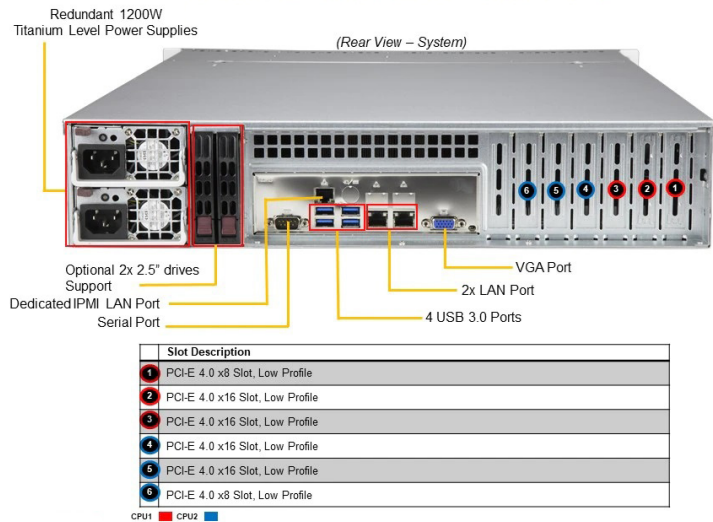 Redundant 1200W
Titanium Level Power Supplies
(Rear View – System)
6
5
4
3
2
1
Optional 2x 2.5" drives
Support
Dedicated IPMI LAN Port
Serial Port
VGA Port
2x LAN Port
4 USB 3.0 Ports
Slot Description
1 PCI-E 4.0 x8 Slot, Low Profile
2 PCI-E 4.0 x16 Slot, Low Profile
3 PCI-E 4.0 x16 Slot, Low Profile
4 PCI-E 4.0 x16 Slot, Low Profile
5 PCI-E 4.0 x16 Slot, Low Profile
6 PCI-E 4.0 x8 Slot, Low Profile
CPU1 CPU2